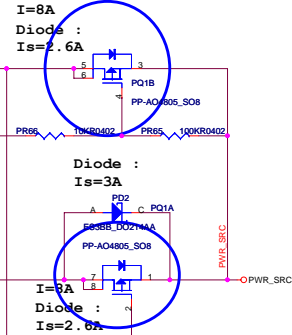 I=8A
Diode :
Is=2.6A
5
3
6
PQ1B
4
PP-AO4805_SO8
PR66
10KR0402
PR65
100KR0402
Diode :
Is=3A
PD2
A
C
PQ1A
ES3BB_DO214AA
PP-AO4805_SO8
PWR_SRC
7
1
8
PWR_SRC
I=8A
Diode :
2
Is=2.6A